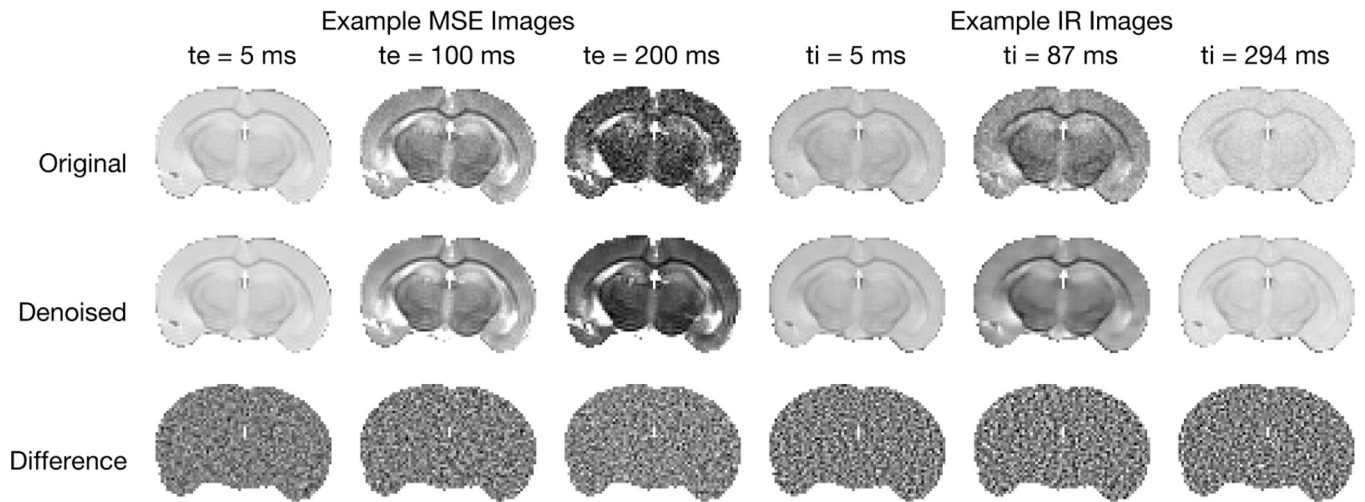 Example MSE Images
Example IR Images
te = 5 ms
te = 100 ms
te = 200 ms
ti = 5 ms
ti = 87 ms
ti = 294 ms
Original
Denoised
Difference